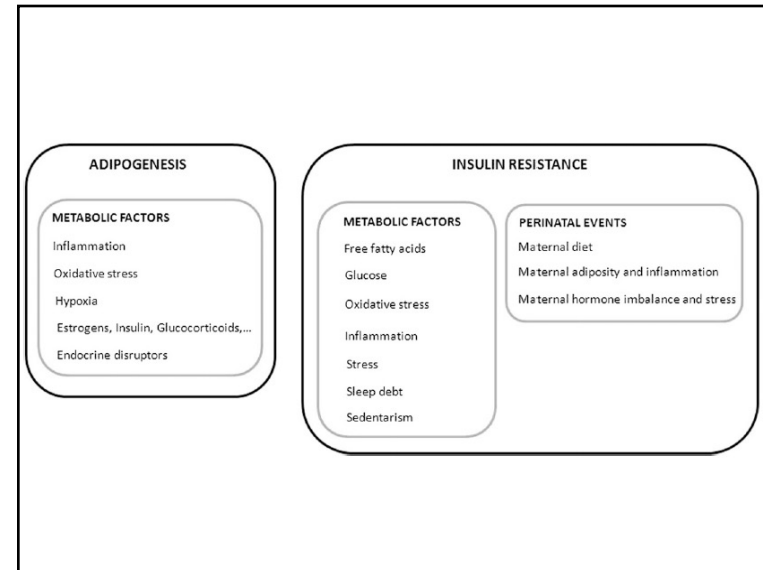 ADIPOGENESIS
METABOLIC FACTORS
Inflammation
Oxidative stress
Hypoxia
Estrogens, Insulin, Glucocorticoids,...
Endocrine disruptors
INSULIN RESISTANCE
METABOLIC FACTORS
Free fatty acids
Glucose
Oxidative stress
Inflammation
Stress
Sleep debt
Sedentarism
PERINATAL EVENTS
Maternal diet
Maternal adiposity and inflammation
Maternal hormone imbalance and stress